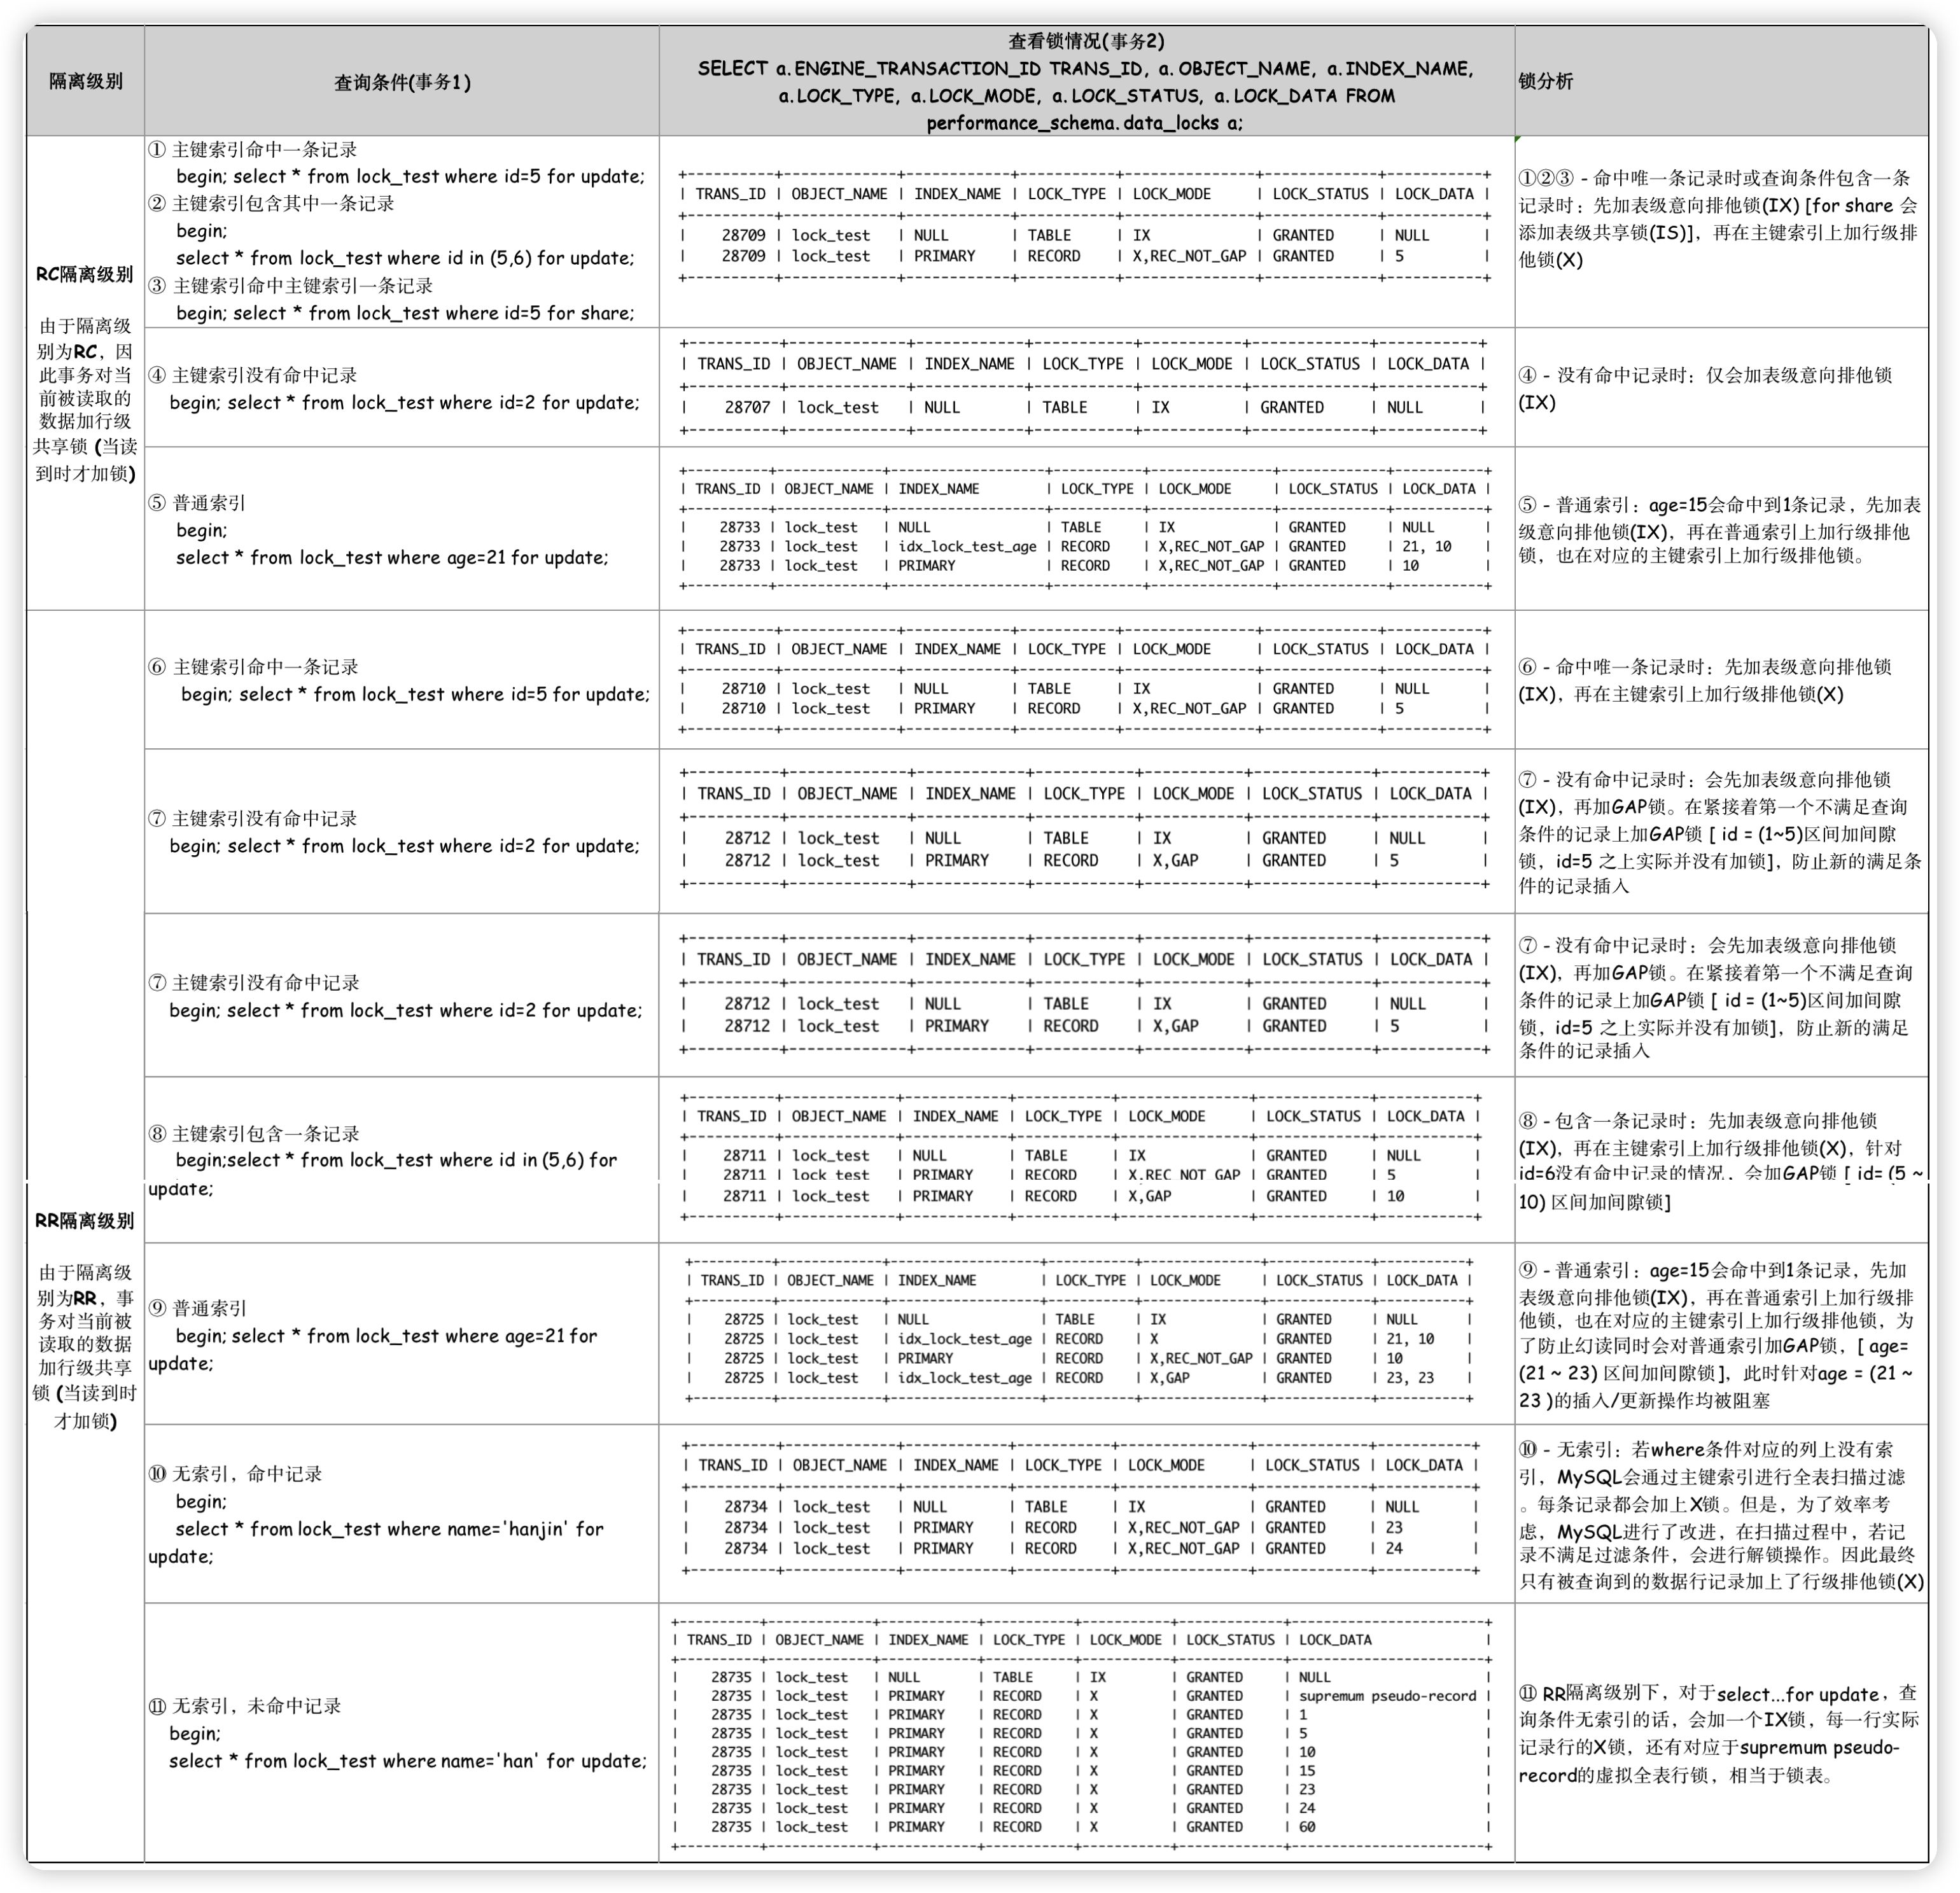 隔离级别
查询条件(事务1)
查看锁情况(事务2)
SELECT a.ENGINE_TRANSACTION_ID TRANS_ID, a.OBJECT_NAME, a.INDEX_NAME,
a.LOCK_TYPE, a.LOCK_MODE, a.LOCK_STATUS, a.LOCK_DATA FROM
performance_schema.data_locks a;
锁分析
RC隔离级别
由于隔离级
别为RC，因
此事务对当
前被读取的
数据加行级
共享锁 (当读
到时才加锁)
① 主键索引命中一条记录
begin; select * from lock_test where id=5 for update;
② 主键索引包含其中一条记录
begin;
select * from lock_test where id in (5,6) for update;
③ 主键索引命中主键索引一条记录
begin; select * from lock_test where id=5 for share;
+----------+-------------+------------+-----------+---------------+-------------+-----------+
| TRANS_ID | OBJECT_NAME | INDEX_NAME | LOCK_TYPE | LOCK_MODE | LOCK_STATUS | LOCK_DATA |
+----------+-------------+------------+-----------+---------------+-------------+-----------+
| 28709 | lock_test | NULL | TABLE | IX | GRANTED | NULL |
| 28709 | lock_test | PRIMARY | RECORD | X,REC_NOT_GAP | GRANTED | 5 |
+----------+-------------+------------+-----------+---------------+-------------+-----------+
①②③ - 命中唯一条记录时或查询条件包含一条
记录时：先加表级意向排他锁(IX) [for share 会
添加表级共享锁(IS)]，再在主键索引上加行级排
他锁(X)
④ 主键索引没有命中记录
begin; select * from lock_test where id=2 for update;
+----------+-------------+------------+-----------+-----------+-------------+-----------+
| TRANS_ID | OBJECT_NAME | INDEX_NAME | LOCK_TYPE | LOCK_MODE | LOCK_STATUS | LOCK_DATA |
+----------+-------------+------------+-----------+-----------+-------------+-----------+
| 28707 | lock_test | NULL | TABLE | IX | GRANTED | NULL |
+----------+-------------+------------+-----------+-----------+-------------+-----------+
④ - 没有命中记录时：仅会加表级意向排他锁
(IX)
⑤ 普通索引
begin;
select * from lock_test where age=21 for update;
+----------+-------------+-------------------+-----------+---------------+-------------+-----------+
| TRANS_ID | OBJECT_NAME | INDEX_NAME | LOCK_TYPE | LOCK_MODE | LOCK_STATUS | LOCK_DATA |
+----------+-------------+-------------------+-----------+---------------+-------------+-----------+
| 28733 | lock_test | NULL | TABLE | IX | GRANTED | NULL |
| 28733 | lock_test | idx_lock_test_age | RECORD | X,REC_NOT_GAP | GRANTED | 21, 10 |
| 28733 | lock_test | PRIMARY | RECORD | X,REC_NOT_GAP | GRANTED | 10 |
+----------+-------------+-------------------+-----------+---------------+-------------+-----------+
⑤ - 普通索引：age=15会命中到1条记录，先加表
级意向排他锁(IX)，再在普通索引上加行级排他
锁，也在对应的主键索引上加行级排他锁。
⑥ 主键索引命中一条记录
begin; select * from lock_test where id=5 for update;
+----------+-------------+------------+-----------+---------------+-------------+-----------+
| TRANS_ID | OBJECT_NAME | INDEX_NAME | LOCK_TYPE | LOCK_MODE | LOCK_STATUS | LOCK_DATA |
+----------+-------------+------------+-----------+---------------+-------------+-----------+
| 28710 | lock_test | NULL | TABLE | IX | GRANTED | NULL |
| 28710 | lock_test | PRIMARY | RECORD | X,REC_NOT_GAP | GRANTED | 5 |
+----------+-------------+------------+-----------+---------------+-------------+-----------+
⑥ - 命中唯一条记录时：先加表级意向排他锁
(IX)，再在主键索引上加行级排他锁(X)
⑦ 主键索引没有命中记录
begin; select * from lock_test where id=2 for update;
+----------+-------------+------------+-----------+-----------+-------------+-----------+
| TRANS_ID | OBJECT_NAME | INDEX_NAME | LOCK_TYPE | LOCK_MODE | LOCK_STATUS | LOCK_DATA |
+----------+-------------+------------+-----------+-----------+-------------+-----------+
| 28712 | lock_test | NULL | TABLE | IX | GRANTED | NULL |
| 28712 | lock_test | PRIMARY | RECORD | X,GAP | GRANTED | 5 |
+----------+-------------+------------+-----------+-----------+-------------+-----------+
⑦ - 没有命中记录时：会先加表级意向排他锁
(IX)，再加GAP锁。在紧接着第一个不满足查询
条件的记录上加GAP锁 [ id = (1~5)区间加间隙
锁，id=5 之上实际并没有加锁]，防止新的满足条
件的记录插入
⑦ 主键索引没有命中记录
begin; select * from lock_test where id=2 for update;
+----------+-------------+------------+-----------+-----------+-------------+-----------+
| TRANS_ID | OBJECT_NAME | INDEX_NAME | LOCK_TYPE | LOCK_MODE | LOCK_STATUS | LOCK_DATA |
+----------+-------------+------------+-----------+-----------+-------------+-----------+
| 28712 | lock_test | NULL | TABLE | IX | GRANTED | NULL |
| 28712 | lock_test | PRIMARY | RECORD | X,GAP | GRANTED | 5 |
+----------+-------------+------------+-----------+-----------+-------------+-----------+
⑦ - 没有命中记录时：会先加表级意向排他锁
(IX)，再加GAP锁。在紧接着第一个不满足查询
条件的记录上加GAP锁 [ id = (1~5)区间加间隙
锁，id=5 之上实际并没有加锁]，防止新的满足
条件的记录插入
⑧ 主键索引包含一条记录
begin;select * from lock_test where id in (5,6) for
update;
+----------+-------------+------------+-----------+---------------+-------------+-----------+
| TRANS_ID | OBJECT_NAME | INDEX_NAME | LOCK_TYPE | LOCK_MODE | LOCK_STATUS | LOCK_DATA |
+----------+-------------+------------+-----------+---------------+-------------+-----------+
| 28711 | lock_test | NULL | TABLE | IX | GRANTED | NULL |
| 28711 | lock_test | PRIMARY | RECORD | X,REC_NOT_GAP | GRANTED | 5 |
| 28711 | lock_test | PRIMARY | RECORD | X,GAP | GRANTED | 10 |
+----------+-------------+------------+-----------+---------------+-------------+-----------+
⑧ - 包含一条记录时：先加表级意向排他锁
(IX)，再在主键索引上加行级排他锁(X)，针对
id=6没有命中记录的情况，会加GAP锁 [ id= (5 ~
10) 区间加间隙锁]
RR隔离级别
由于隔离级
别为RR，事
务对当前被
读取的数据
加行级共享
锁 (当读到时
才加锁)
⑨ 普通索引
begin; select * from lock_test where age=21 for
update;
+----------+-------------+-------------------+-----------+---------------+-------------+-----------+
| TRANS_ID | OBJECT_NAME | INDEX_NAME | LOCK_TYPE | LOCK_MODE | LOCK_STATUS | LOCK_DATA |
+----------+-------------+-------------------+-----------+---------------+-------------+-----------+
| 28725 | lock_test | NULL | TABLE | IX | GRANTED | NULL |
| 28725 | lock_test | idx_lock_test_age | RECORD | X | GRANTED | 21, 10 |
| 28725 | lock_test | PRIMARY | RECORD | X,REC_NOT_GAP | GRANTED | 10 |
| 28725 | lock_test | idx_lock_test_age | RECORD | X,GAP | GRANTED | 23, 23 |
+----------+-------------+-------------------+-----------+---------------+-------------+-----------+
⑨ - 普通索引：age=15会命中到1条记录，先加
表级意向排他锁(IX)，再在普通索引上加行级排
他锁，也在对应的主键索引上加行级排他锁，为
了防止幻读同时会对普通索引加GAP锁，[ age=
(21 ~ 23) 区间加间隙锁 ]，此时针对age = (21 ~
23 )的插入/更新操作均被阻塞
⑩ 无索引，命中记录
begin;
select * from lock_test where name='hanjin' for
update;
+----------+-------------+------------+-----------+---------------+-------------+-----------+
| TRANS_ID | OBJECT_NAME | INDEX_NAME | LOCK_TYPE | LOCK_MODE | LOCK_STATUS | LOCK_DATA |
+----------+-------------+------------+-----------+---------------+-------------+-----------+
| 28734 | lock_test | NULL | TABLE | IX | GRANTED | NULL |
| 28734 | lock_test | PRIMARY | RECORD | X,REC_NOT_GAP | GRANTED | 23 |
| 28734 | lock_test | PRIMARY | RECORD | X,REC_NOT_GAP | GRANTED | 24 |
+----------+-------------+------------+-----------+---------------+-------------+-----------+
⑩ - 无索引：若where条件对应的列上没有索
引，MySQL会通过主键索引进行全表扫描过滤
。每条记录都会加上X锁。但是，为了效率考
虑，MySQL进行了改进，在扫描过程中，若记
录不满足过滤条件，会进行解锁操作。因此最终
只有被查询到的数据行记录加上了行级排他锁(X)
⑪ 无索引，未命中记录
begin;
select * from lock_test where name='han' for update;
+----------+-------------+------------+-----------+-----------+-------------+------------------------+
| TRANS_ID | OBJECT_NAME | INDEX_NAME | LOCK_TYPE | LOCK_MODE | LOCK_STATUS | LOCK_DATA |
+----------+-------------+------------+-----------+-----------+-------------+------------------------+
| 28735 | lock_test | NULL | TABLE | IX | GRANTED | NULL |
| 28735 | lock_test | PRIMARY | RECORD | X | GRANTED | supremum pseudo-record |
| 28735 | lock_test | PRIMARY | RECORD | X | GRANTED | 1 |
| 28735 | lock_test | PRIMARY | RECORD | X | GRANTED | 5 |
| 28735 | lock_test | PRIMARY | RECORD | X | GRANTED | 10 |
| 28735 | lock_test | PRIMARY | RECORD | X | GRANTED | 15 |
| 28735 | lock_test | PRIMARY | RECORD | X | GRANTED | 23 |
| 28735 | lock_test | PRIMARY | RECORD | X | GRANTED | 24 |
| 28735 | lock_test | PRIMARY | RECORD | X | GRANTED | 60 |
+----------+-------------+------------+-----------+-----------+-------------+------------------------+
⑪ RR隔离级别下，对于select...for update，查
询条件无索引的话，会加一个IX锁，每一行实际
记录行的X锁，还有对应于supremum pseudo-
record的虚拟全表行锁，相当于锁表。